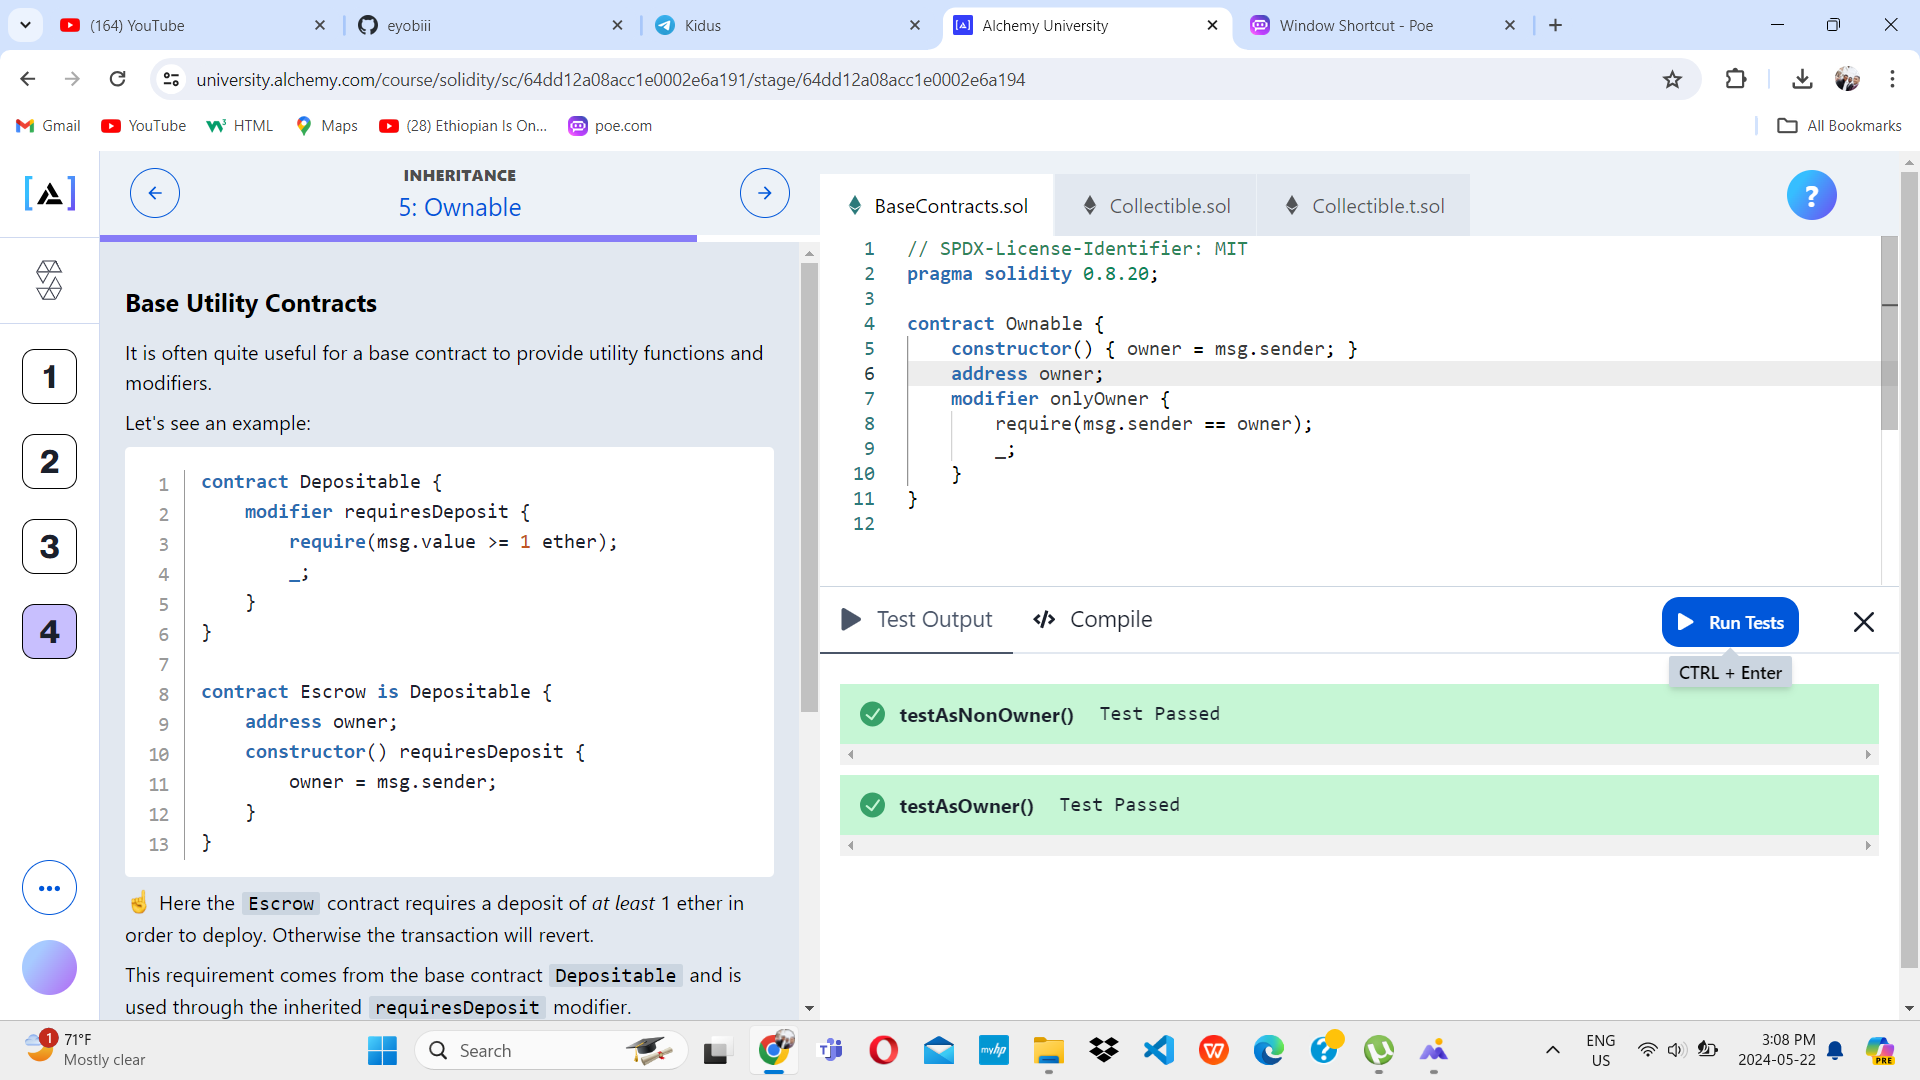 (164) YouTube
eyobiii
Kidus
Alchemy University
Window Shortcut - Poe
university.alchemy.com/course/solidity/sc/64dd12a08acc1e0002e6a191/stage/64dd12a08acc1e0002e6a194
Gmail
YouTube
HTML
Maps
(28) Ethiopian Is On...
poe.com
All Bookmarks
INHERITANCE
5: Ownable
1
2
3
4
Base Utility Contracts
It is often quite useful for a base contract to provide utility functions and
modifiers.
Let's see an example:
1 contract Depositable {
2 modifier requiresDeposit {
3 require(msg.value >= 1 ether);
4 _;
5 }
6 }
7
8 contract Escrow is Depositable {
9 address owner;
10 constructor() requiresDeposit {
11 owner = msg.sender;
12 }
13 }
☝ Here the Escrow contract requires a deposit of at least 1 ether in
order to deploy. Otherwise the transaction will revert.
This requirement comes from the base contract Depositable and is
used through the inherited requiresDeposit modifier.
BaseContracts.sol
Collectible.sol
Collectible.t.sol
?
1 // SPDX-License-Identifier: MIT
2 pragma solidity 0.8.20;
3
4 contract Ownable {
5 constructor() { owner = msg.sender; }
6 address owner;
7 modifier onlyOwner {
8 require(msg.sender == owner);
9 _;
10 }
11 }
12
Test Output
Compile
Run Tests
CTRL + Enter
testAsNonOwner() Test Passed
testAsOwner() Test Passed
1
71°F
Mostly clear
Search
myhp
ENG
US
3:08 PM
2024-05-22
PRE